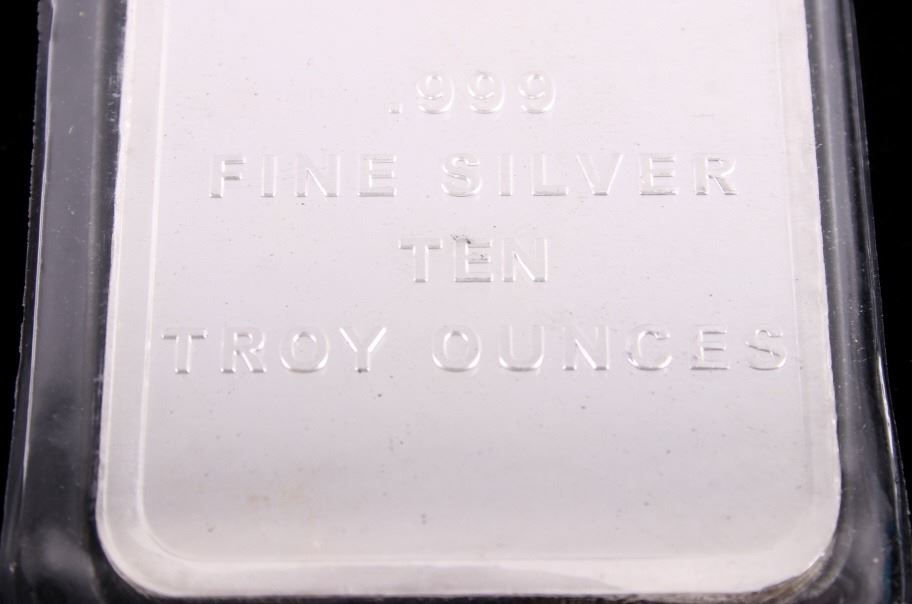 .999
FINE SILVER
TEN
TROY OUNCES